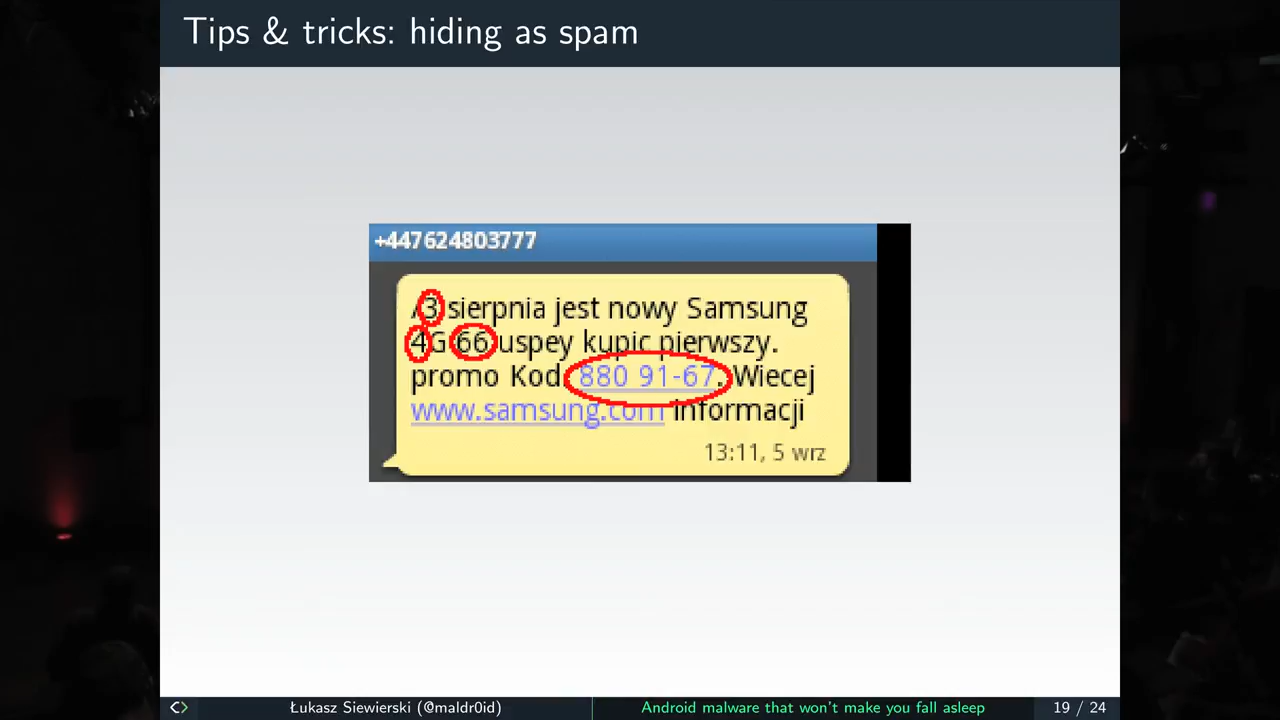 Tips & tricks: hiding as spam
+447624803777
/3 sierpnia jest nowy Samsung
4G 66 uspey kupic pierwszy.
promo Kod: 880 91-67. Wiecej
www.samsung.com informacji
13:11, 5 wrz
Łukasz Siewierski (@maldr0id)
Android malware that won't make you fall asleep
19 / 24